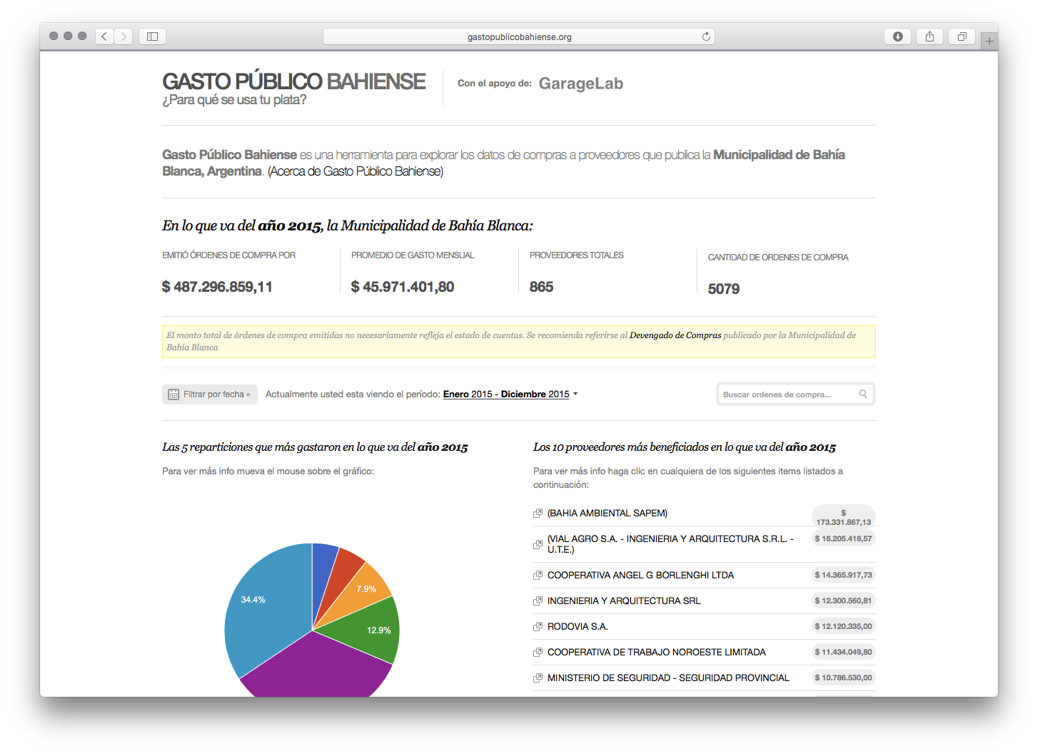 gastopublicobahiense.org
GASTO PÚBLICO BAHIENSE
¿Para qué se usa tu plata?
Con el apoyo de: GarageLab
Gasto Público Bahiense es una herramienta para explorar los datos de compras a proveedores que publica la Municipalidad de Bahía
Blanca, Argentina. (Acerca de Gasto Público Bahiense)
En lo que va del año 2015, la Municipalidad de Bahía Blanca:
EMITIÓ ÓRDENES DE COMPRA POR
$ 487.296.859,11
PROMEDIO DE GASTO MENSUAL
$ 45.971.401,80
PROVEEDORES TOTALES
865
CANTIDAD DE ORDENES DE COMPRA
5079
El monto total de órdenes de compra emitidas no necesariamente refleja el estado de cuentas. Se recomienda referirse al Devengado de Compras publicado por la Municipalidad de
Bahía Blanca
Filtrar por fecha »
Actualmente usted esta viendo el período: Enero 2015 - Diciembre 2015
Buscar ordenes de compra...
Las 5 reparticiones que más gastaron en lo que va del año 2015
Para ver más info mueva el mouse sobre el gráfico:
34.4%
7.9%
12.9%
Los 10 proveedores más beneficiados en lo que va del año 2015
Para ver más info haga clic en cualquiera de los siguientes items listados a
continuación:
(BAHIA AMBIENTAL SAPEM)
$
173.331.867,13
(VIAL AGRO S.A. - INGENIERIA Y ARQUITECTURA S.R.L. -
U.T.E.)
$ 16.205.418,57
COOPERATIVA ANGEL G BORLENGHI LTDA
$ 14.365.917,73
INGENIERIA Y ARQUITECTURA SRL
$ 12.300.560,81
RODOVIA S.A.
$ 12.120.335,00
COOPERATIVA DE TRABAJO NOROESTE LIMITADA
$ 11.434.049,80
MINISTERIO DE SEGURIDAD - SEGURIDAD PROVINCIAL
$ 10.786.530,00